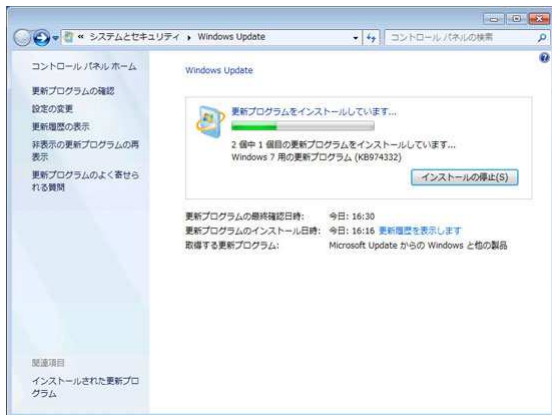 « システムとセキュリティ ▸ Windows Update
コントロール パネルの検索
コントロール パネル ホーム
更新プログラムの確認
設定の変更
更新履歴の表示
非表示の更新プログラムの再
表示
更新プログラムのよく寄せら
れる質問
Windows Update
更新プログラムをインストールしています...
2 個中 1 個目の更新プログラムをインストールしています...
Windows 7 用の更新プログラム (KB974332)
インストールの停止(S)
更新プログラムの最終確認日時: 今日: 16:30
更新プログラムのインストール日時: 今日: 16:16 更新履歴を表示します
取得する更新プログラム: Microsoft Update からの Windows と他の製品
関連項目
インストールされた更新プロ
グラム